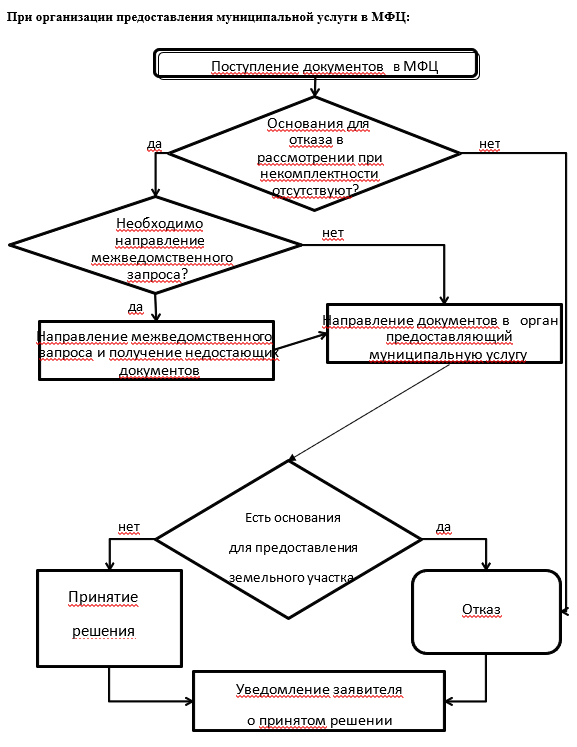 При организации предоставления муниципальной услуги в МФЦ:
Поступление документов в МФЦ
Основания для
отказа в
рассмотрении при
некомплектности
отсутствуют?
да
нет
Необходимо
направление
межведомственного
запроса?
нет
да
Направление межведомственного
запроса и получение недостающих
документов
Направление документов в орган
предоставляющий
муниципальную услугу
Есть основания
для предоставления
земельного участка
нет
да
Принятие
решения
Отказ
Уведомление заявителя
о принятом решении